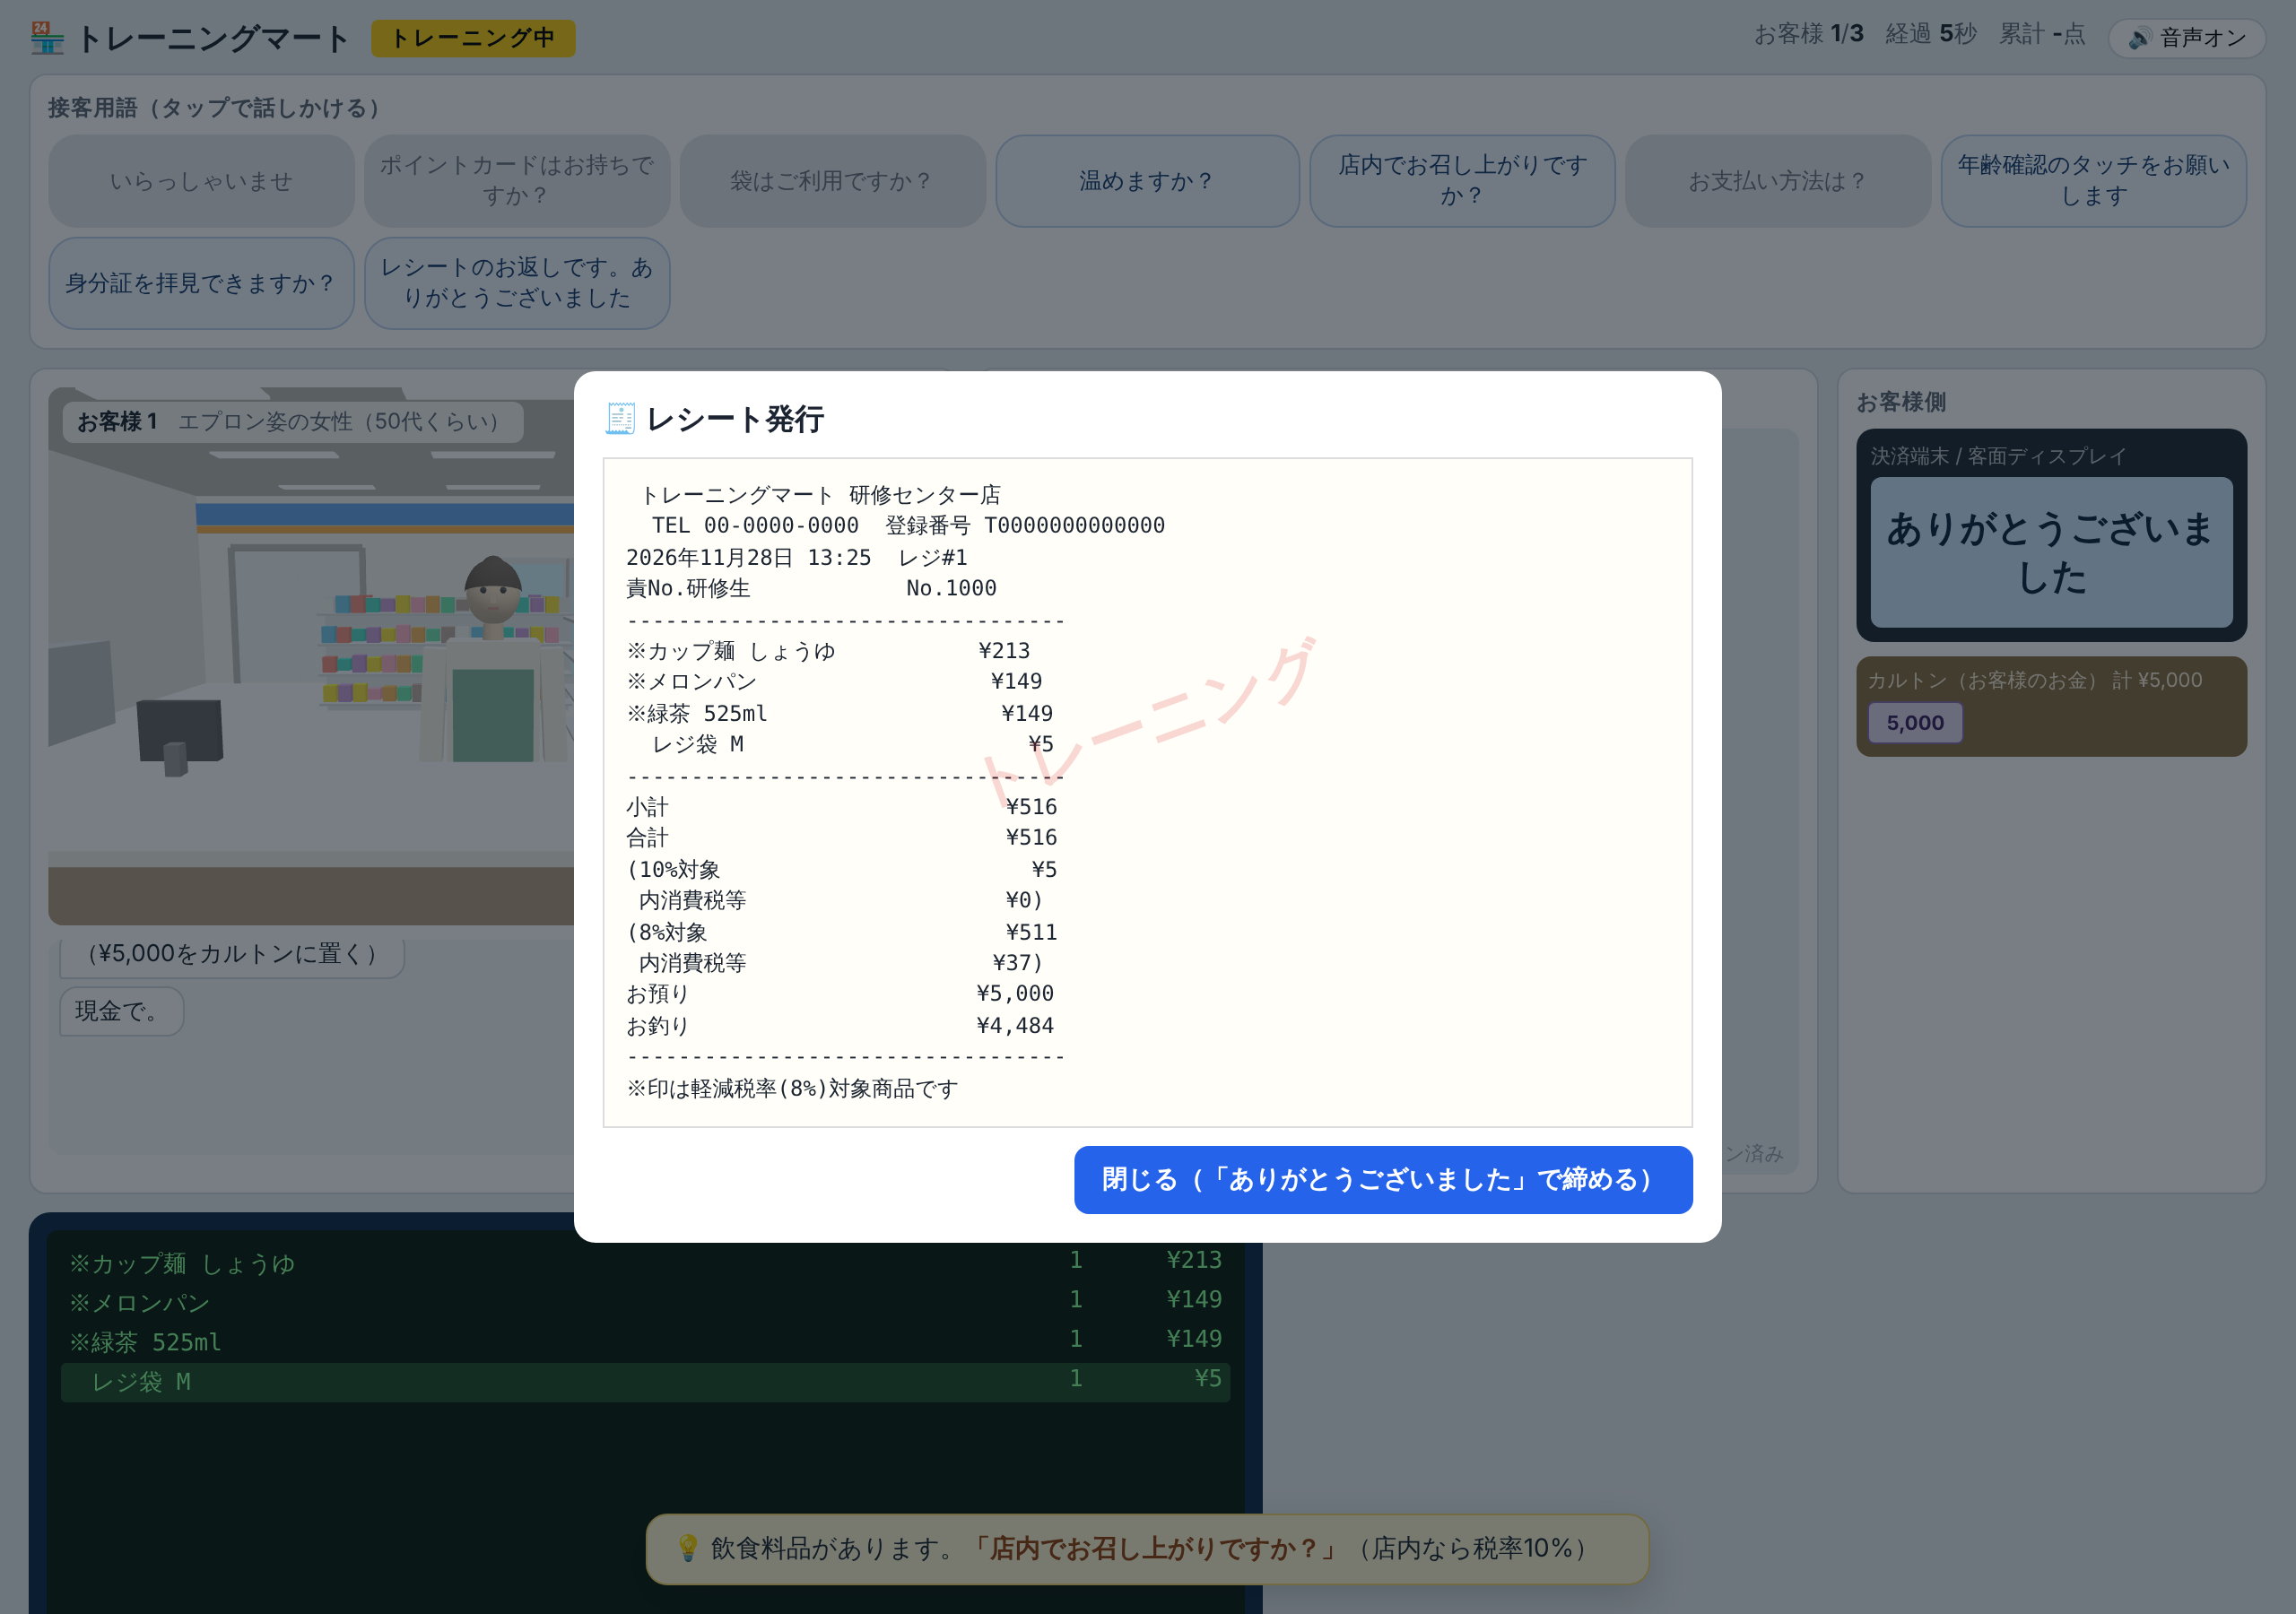 トレーニングマート トレーニング中 お客様 1/3 経過 5秒 累計 -点 🔊 音声オン
接客用語（タップで話しかける）
いらっしゃいませ
ポイントカードはお持ちで
すか？
袋はご利用ですか？
温めますか？
店内でお召し上がりです
か？
お支払い方法は？
年齢確認のタッチをお願い
します
身分証を拝見できますか？
レシートのお返しです。あ
りがとうございました
お客様 1 エプロン姿の女性（50代くらい）
（¥5,000をカルトンに置く）
現金で。
🧾 レシート発行
トレーニングマート 研修センター店
TEL 00-0000-0000 登録番号 T0000000000000
2026年11月28日 13:25 レジ#1
責No.研修生 No.1000
----------------------------------
※カップ麺 しょうゆ ¥213
※メロンパン ¥149
※緑茶 525ml ¥149
レジ袋 M ¥5
----------------------------------
小計 ¥516
合計 ¥516
(10%対象 ¥5
内消費税等 ¥0)
(8%対象 ¥511
内消費税等 ¥37)
お預り ¥5,000
お釣り ¥4,484
----------------------------------
※印は軽減税率(8%)対象商品です
トレーニング
閉じる（「ありがとうございました」で締める）
ン済み
お客様側
決済端末 / 客面ディスプレイ
ありがとうございま
した
カルトン（お客様のお金） 計 ¥5,000
5,000
※カップ麺 しょうゆ 1 ¥213
※メロンパン 1 ¥149
※緑茶 525ml 1 ¥149
レジ袋 M 1 ¥5
💡 飲食料品があります。「店内でお召し上がりですか？」（店内なら税率10%）